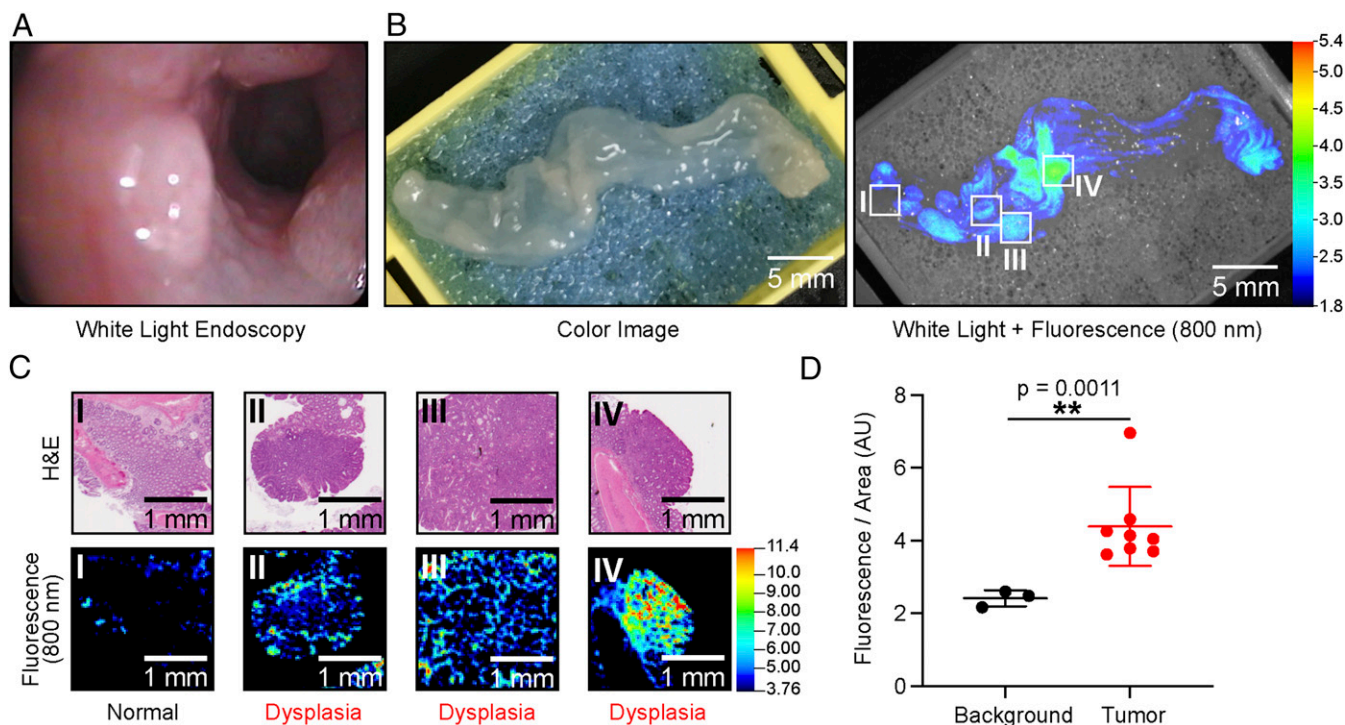 A
B
White Light Endoscopy
5 mm
Color Image
I
II
III
IV
5 mm
White Light + Fluorescence (800 nm)
5.4
5.0
4.5
4.0
3.5
3.0
2.5
1.8
C
H&E
I
1 mm
II
1 mm
III
1 mm
IV
1 mm
Fluorescence
(800 nm)
I
1 mm
II
1 mm
III
1 mm
IV
1 mm
11.4
10.0
9.00
8.00
7.00
6.00
5.00
3.76
Normal
Dysplasia
Dysplasia
Dysplasia
D
p = 0.0011
**
Fluorescence / Area (AU)
8
6
4
2
0
Background
Tumor